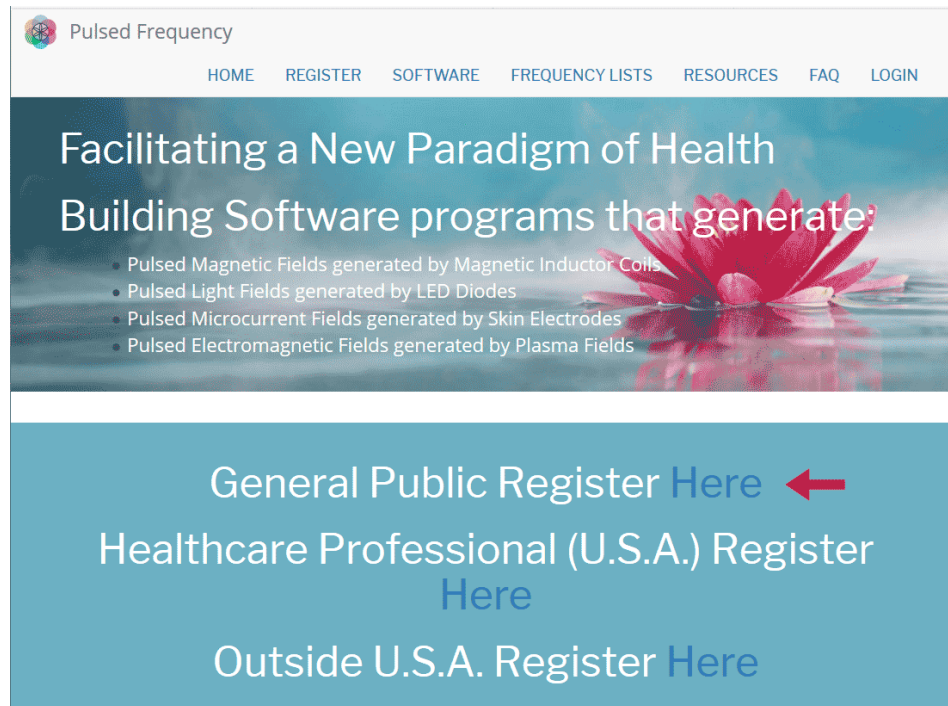 Pulsed Frequency
HOME REGISTER SOFTWARE FREQUENCY LISTS RESOURCES FAQ LOGIN
Facilitating a New Paradigm of Health
Building Software programs that generate:
Pulsed Magnetic Fields generated by Magnetic Inductor Coils
Pulsed Light Fields generated by LED Diodes
Pulsed Microcurrent Fields generated by Skin Electrodes
Pulsed Electromagnetic Fields generated by Plasma Fields
General Public Register Here
Healthcare Professional (U.S.A.) Register
Here
Outside U.S.A. Register Here